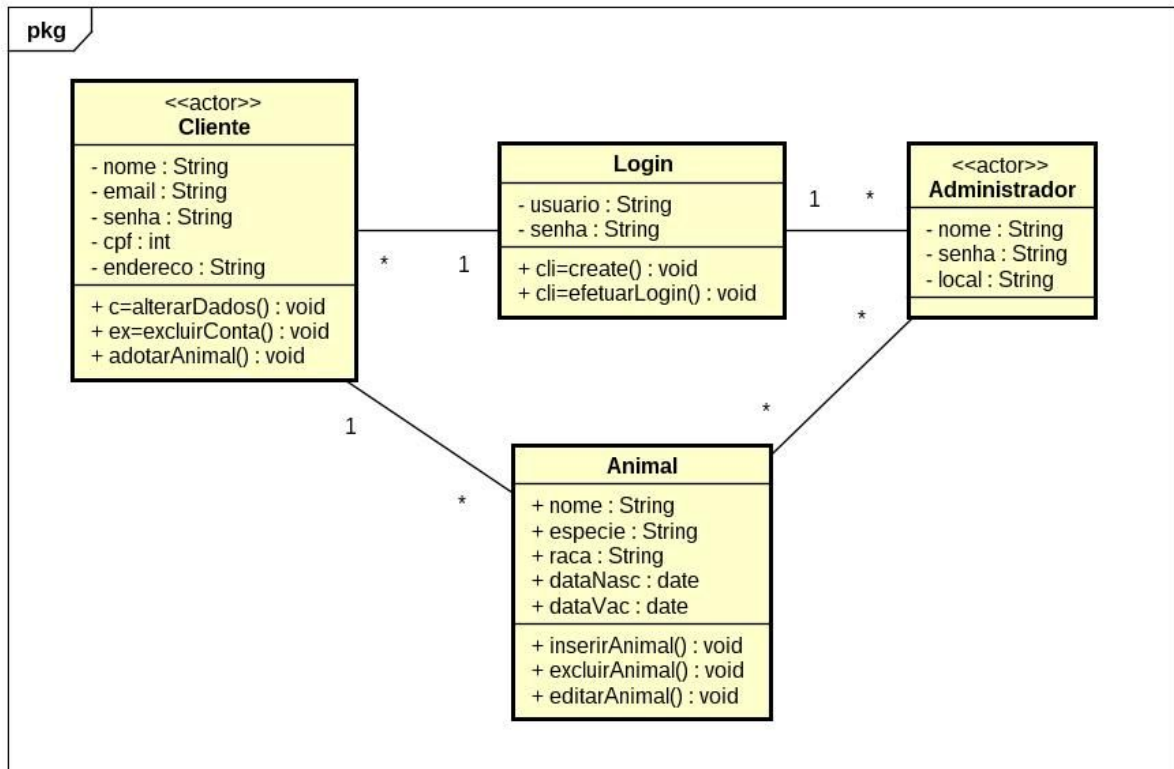 pkg
<<actor>>
Cliente
- nome : String
- email : String
- senha : String
- cpf : int
- endereco : String
+ c=alterarDados() : void
+ ex=excluirConta() : void
+ adotarAnimal() : void
*
1
Login
- usuario : String
- senha : String
+ cli=create() : void
+ cli=efetuarLogin() : void
1
*
<<actor>>
Administrador
- nome : String
- senha : String
- local : String
*
*
1
*
Animal
+ nome : String
+ especie : String
+ raca : String
+ dataNasc : date
+ dataVac : date
+ inserirAnimal() : void
+ excluirAnimal() : void
+ editarAnimal() : void